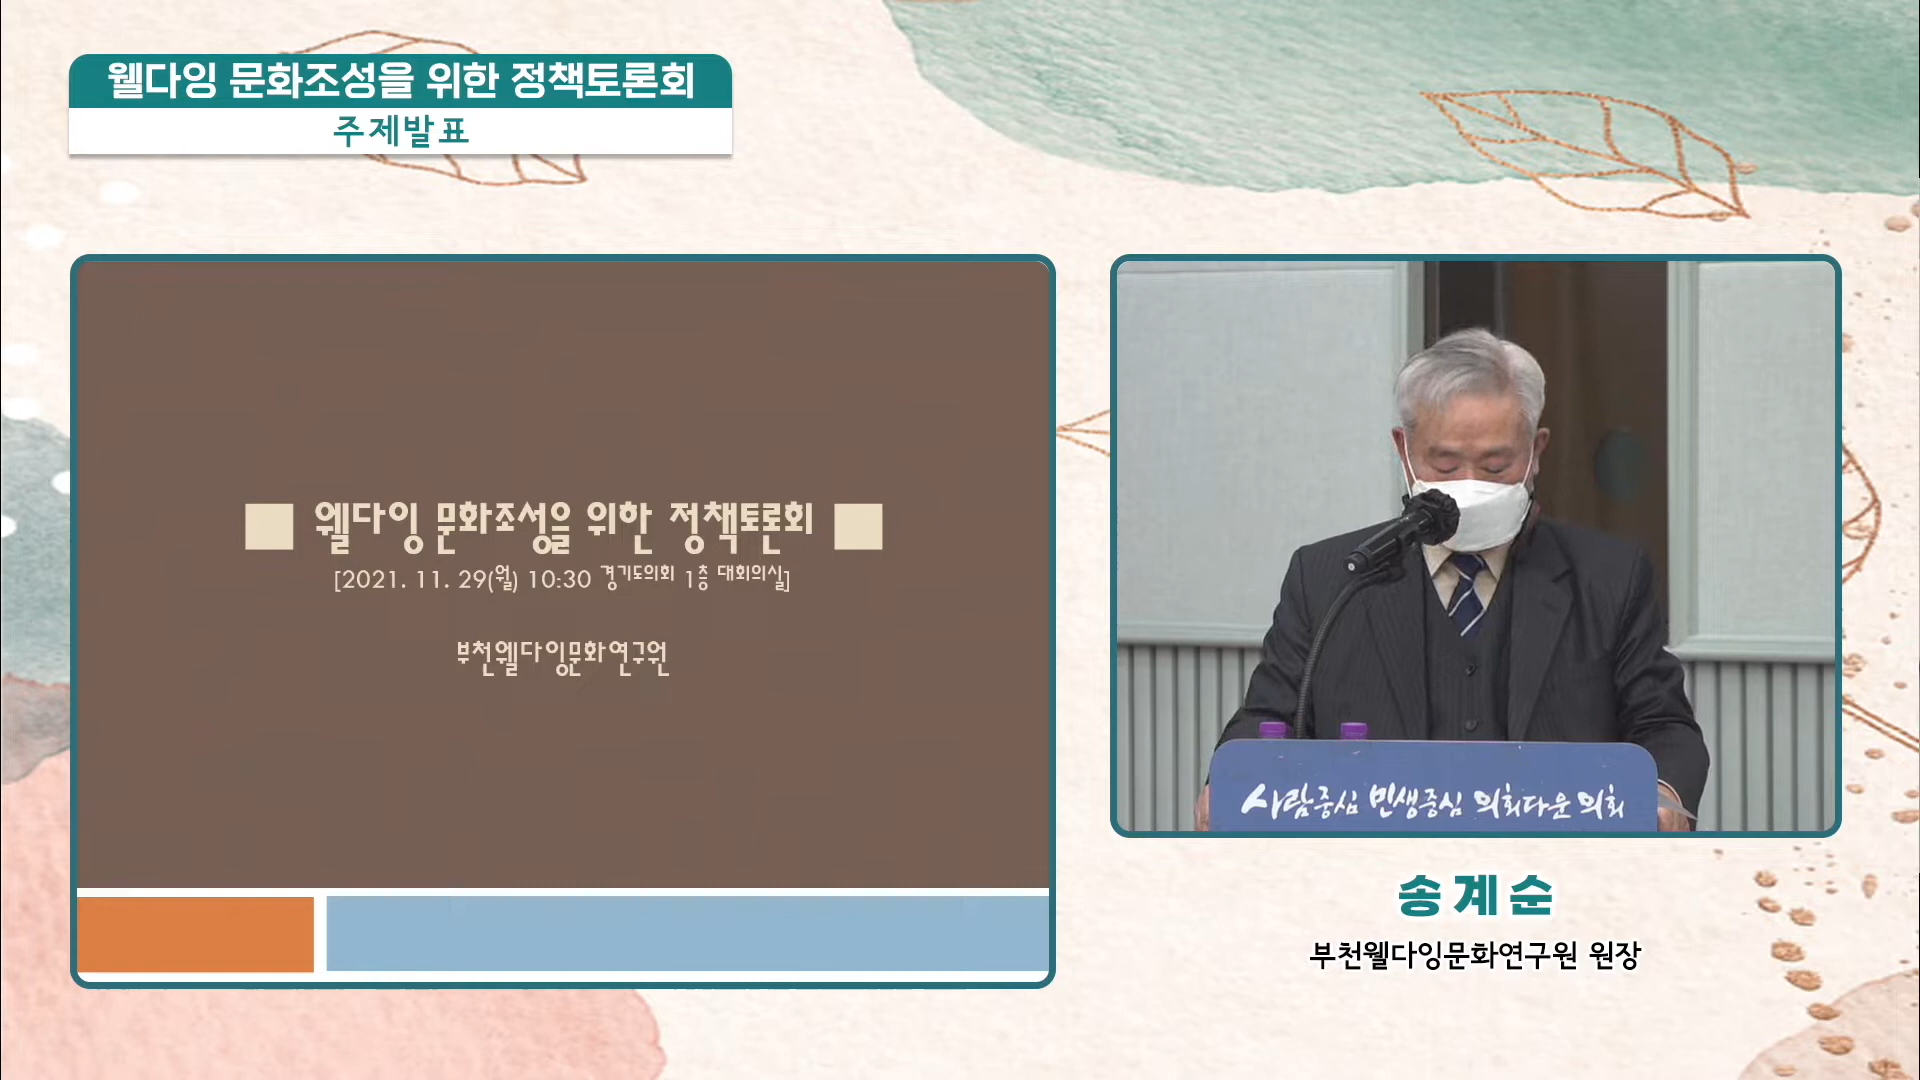 웰다잉 문화조성을 위한 정책토론회
주제발표
■ 웰다잉 문화조성을 위한 정책토론회 ■
[2021. 11. 29(월) 10:30 경기도의회 1층 대회의실]
부천웰다잉문화연구원
사람중심 민생중심 의회다운 의회
송계순
부천웰다잉문화연구원 원장